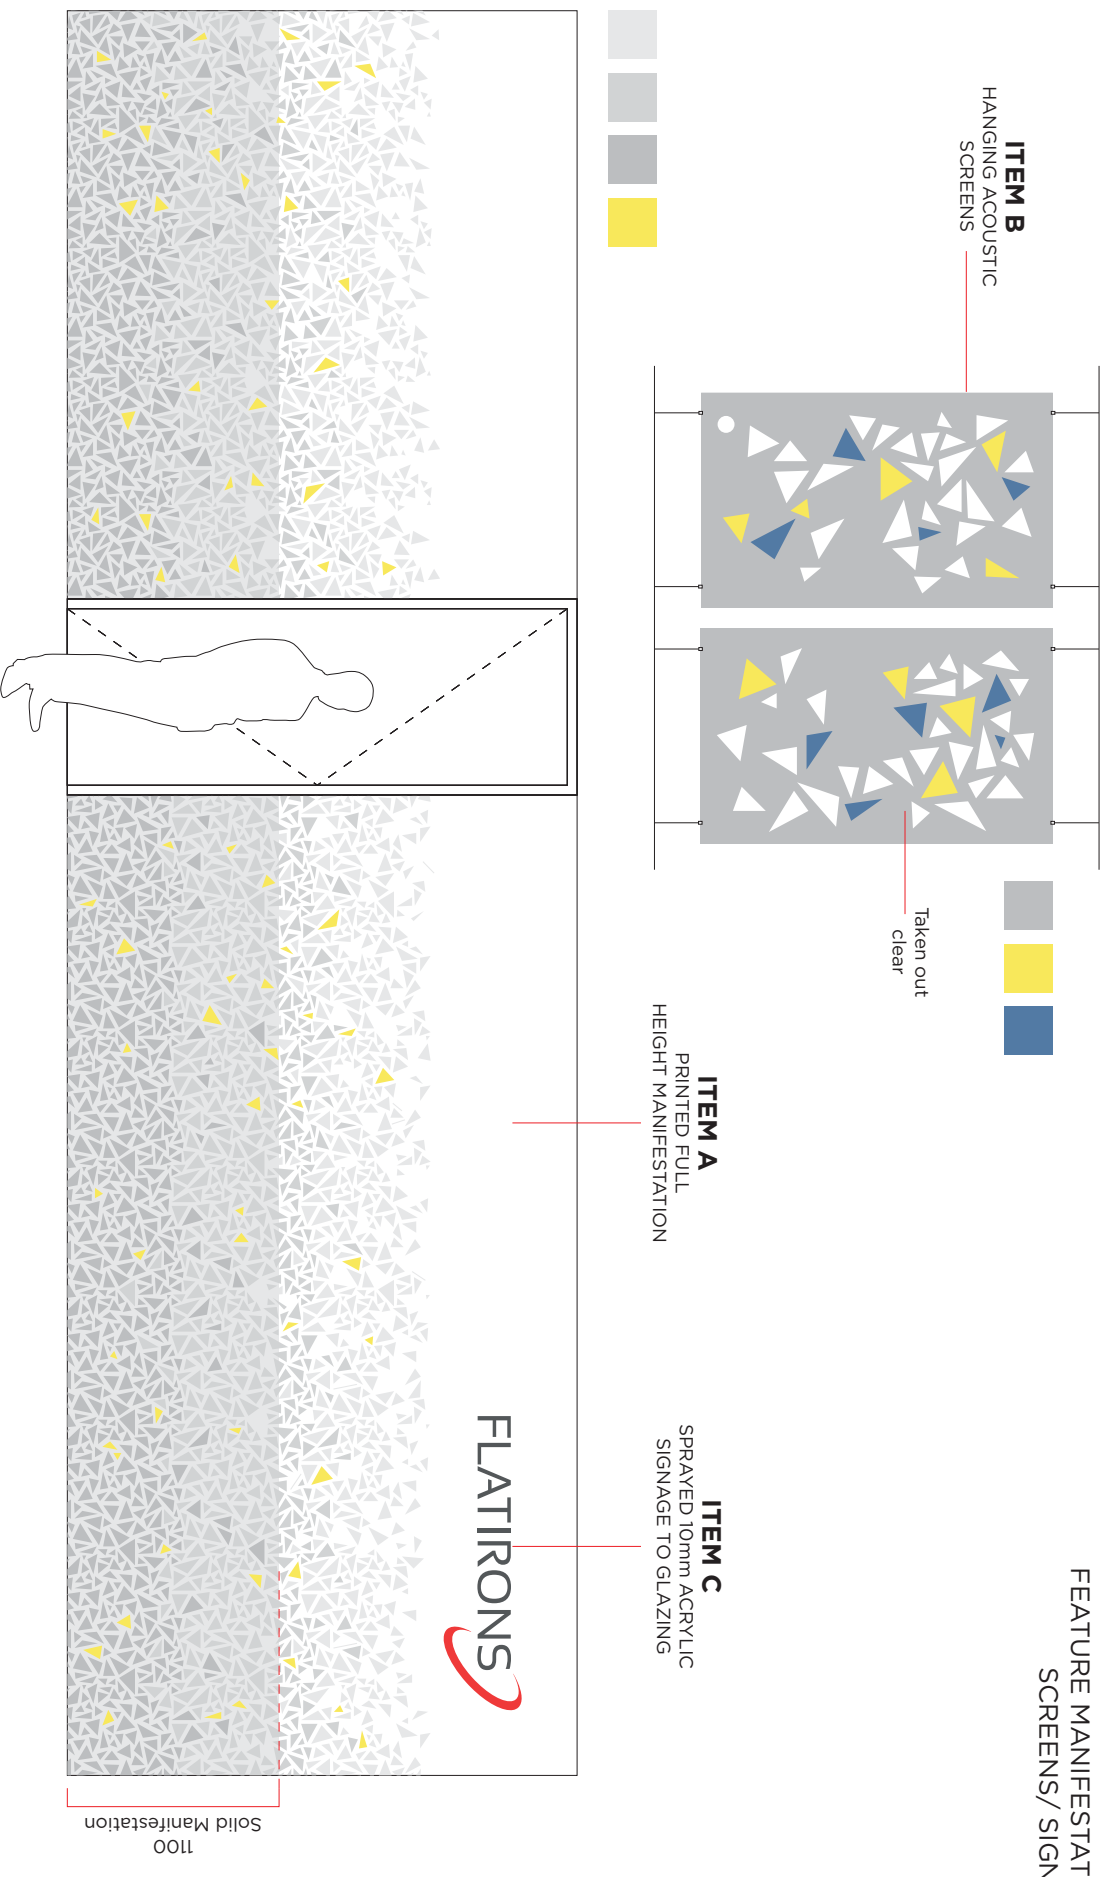 FEATURE MANIFESTAT
SCREENS/ SIGN
ITEM B
HANGING ACOUSTIC
SCREENS
Taken out
clear
ITEM A
PRINTED FULL
HEIGHT MANIFESTATION
ITEM C
SPRAYED 10mm ACRYLIC
SIGNAGE TO GLAZING
FLATIRONS
1100
Solid Manifestation